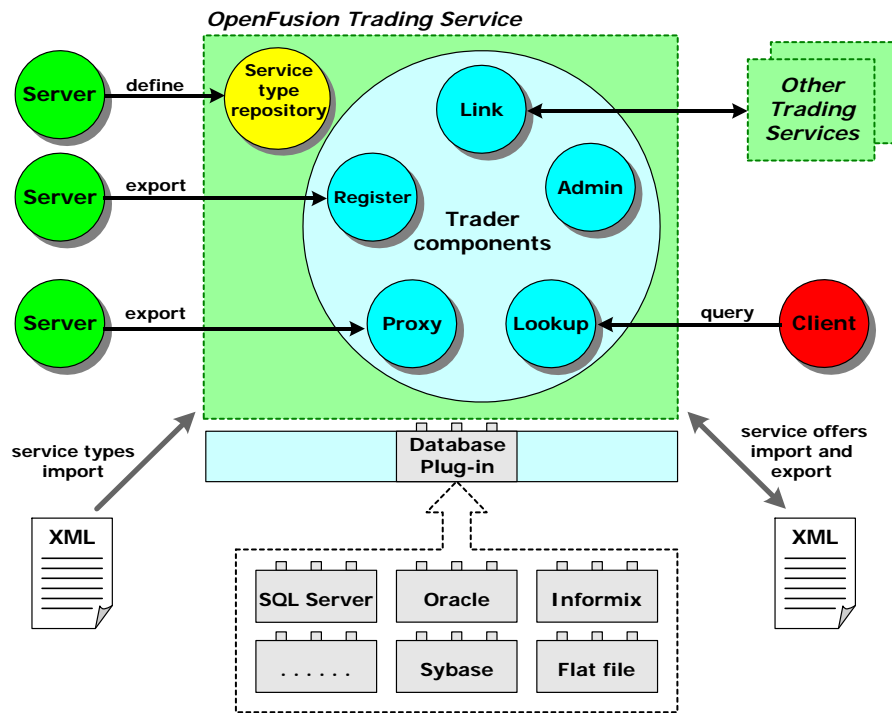 OpenFusion Trading Service
Server
define
Service
type
repository
Link
Other
Trading
Services
Server
export
Register
Admin
Trader
components
Server
export
Proxy
Lookup
query
Client
service types
import
Database
Plug-in
service offers
import and
export
XML
XML
SQL Server
Oracle
Informix
. . . . . .
Sybase
Flat file